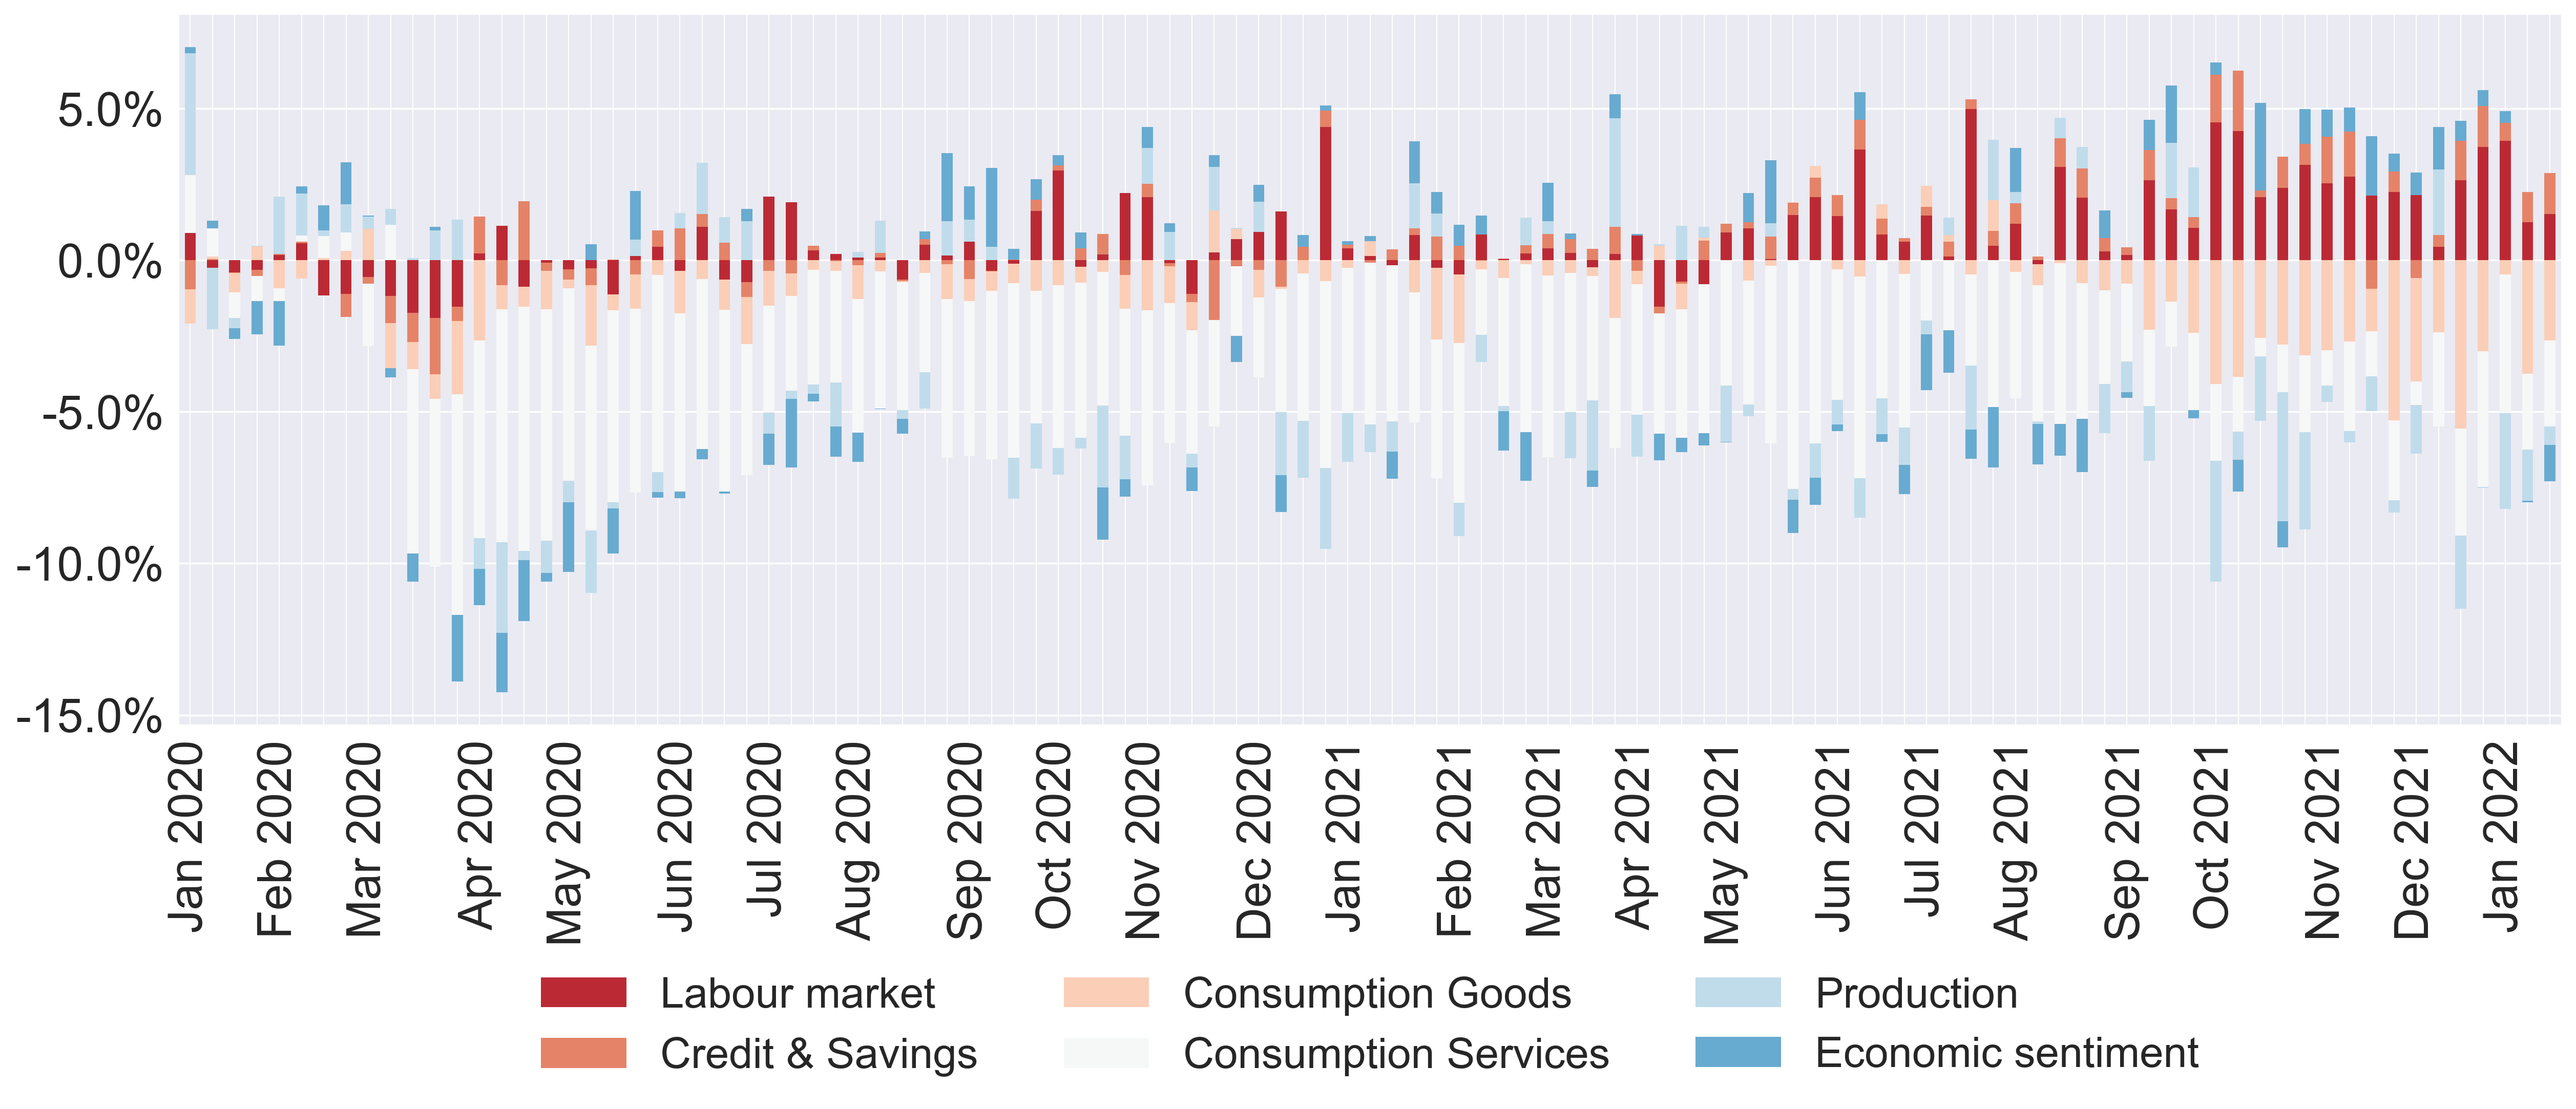 5.0%
0.0%
-5.0%
-10.0%
-15.0%
Jan 2020
Feb 2020
Mar 2020
Apr 2020
May 2020
Jun 2020
Jul 2020
Aug 2020
Sep 2020
Oct 2020
Nov 2020
Dec 2020
Jan 2021
Feb 2021
Mar 2021
Apr 2021
May 2021
Jun 2021
Jul 2021
Aug 2021
Sep 2021
Oct 2021
Nov 2021
Dec 2021
Jan 2022
Labour market
Credit & Savings
Consumption Goods
Consumption Services
Production
Economic sentiment